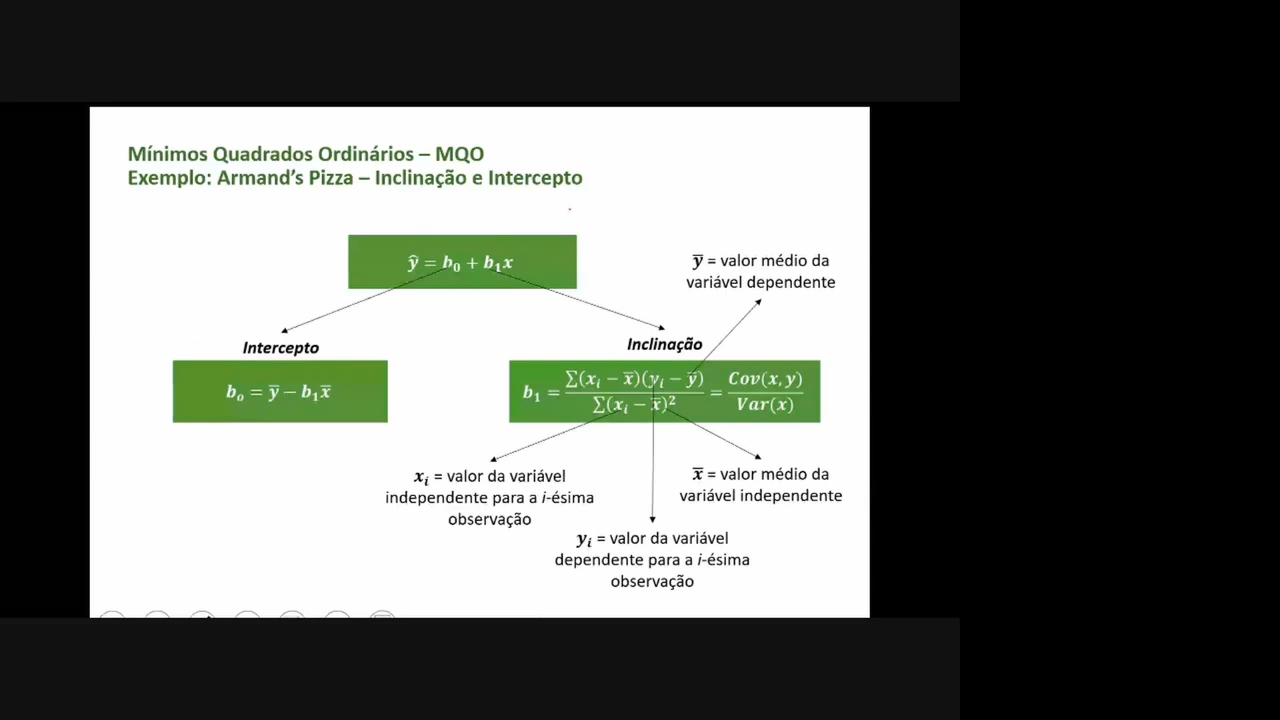 Mínimos Quadrados Ordinários – MQO
Exemplo: Armand's Pizza – Inclinação e Intercepto
ŷ = b₀ + b₁x
y̅ = valor médio da
variável dependente
Intercepto
bₒ = y̅ − b₁x̅
Inclinação
b₁ = ∑(xᵢ − x̅)(yᵢ − y̅) / ∑(xᵢ − x̅)² = Cov(x, y) / Var(x)
xᵢ = valor da variável
independente para a i-ésima
observação
x̅ = valor médio da
variável independente
yᵢ = valor da variável
dependente para a i-ésima
observação